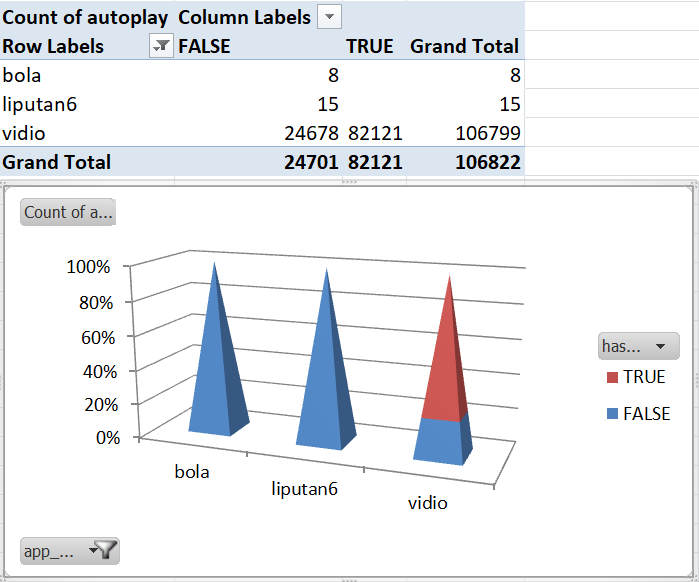 Count of autoplay Column Labels
Row Labels FALSE TRUE Grand Total
bola 8 8
liputan6 15 15
vidio 24678 82121 106799
Grand Total 24701 82121 106822
Count of a...
100%
80%
60%
40%
20%
0%
bola
liputan6
vidio
has...
TRUE
FALSE
app_...